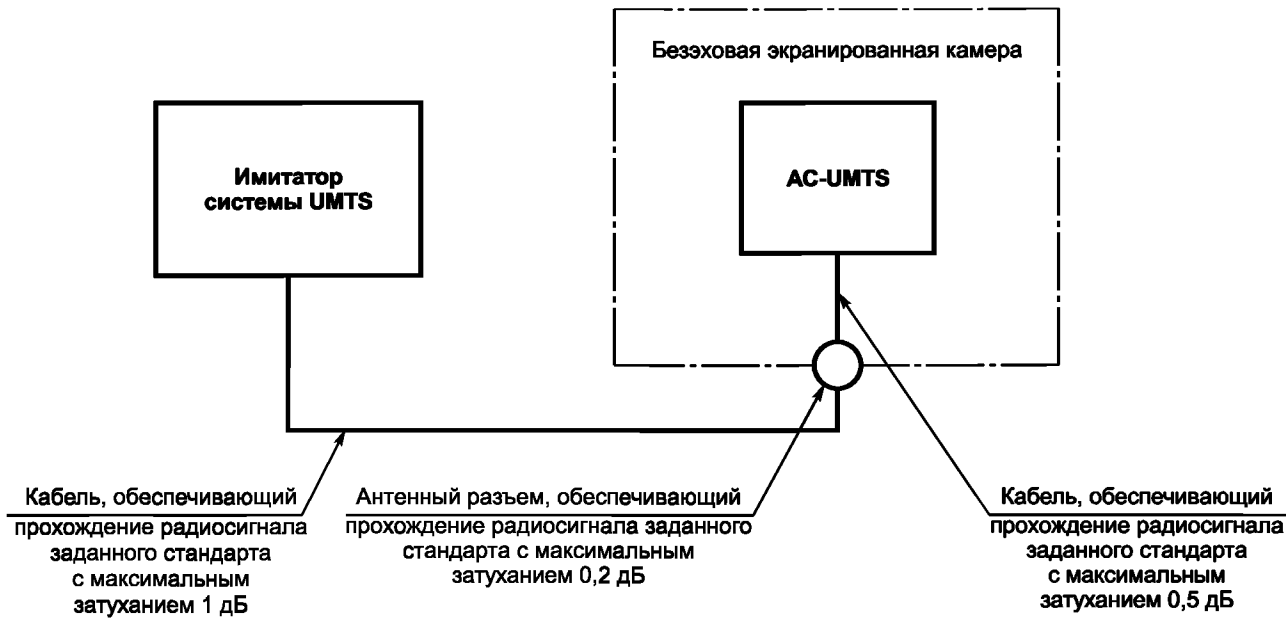 Безэховая экранированная камера
Имитатор
системы UMTS
AC-UMTS
Кабель, обеспечивающий
прохождение радиосигнала
заданного стандарта
с максимальным
затуханием 1 дБ
Антенный разъем, обеспечивающий
прохождение радиосигнала заданного
стандарта с максимальным
затуханием 0,2 дБ
Кабель, обеспечивающий
прохождение радиосигнала
заданного стандарта
с максимальным
затуханием 0,5 дБ